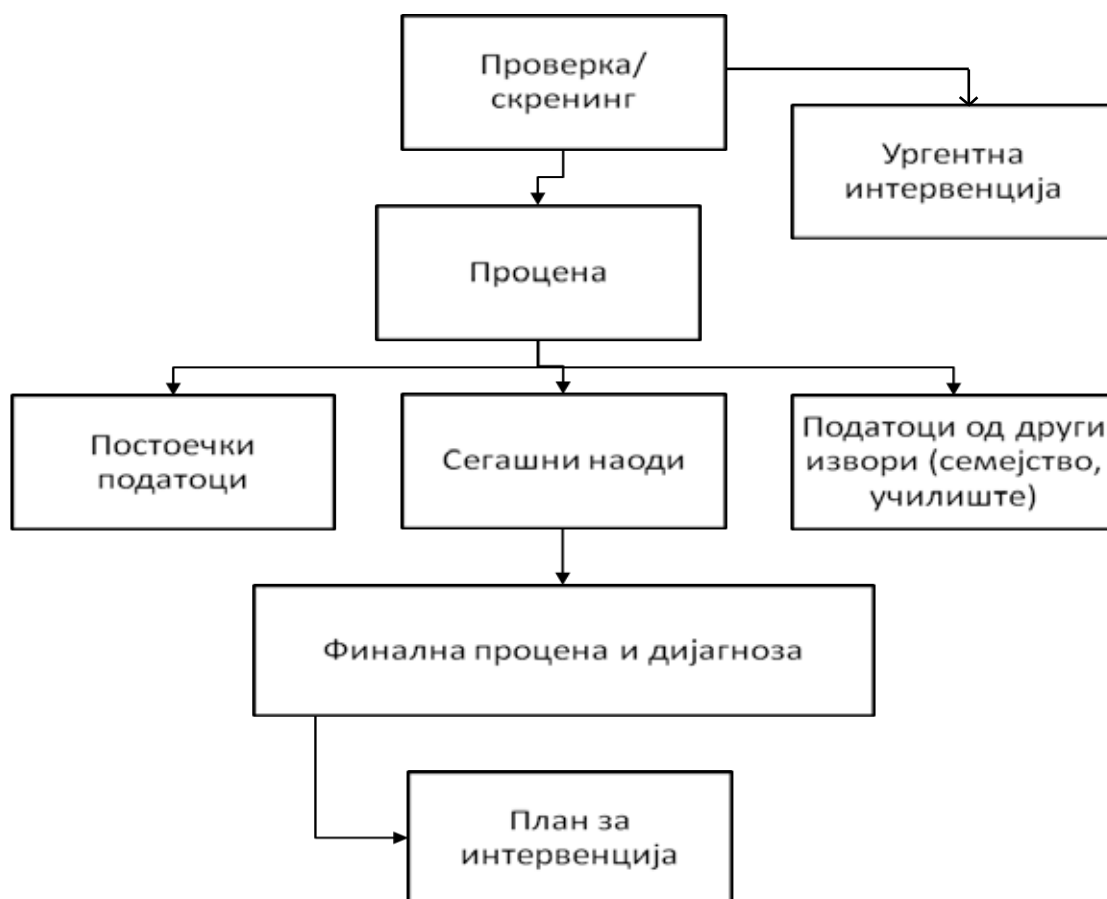 Проверка/
скренинг
Ургентна
интервенција
Процена
Постоечки
податоци
Сегашни наоди
Податоци од други
извори (семејство,
училиште)
Финална процена и дијагноза
План за
интервенција